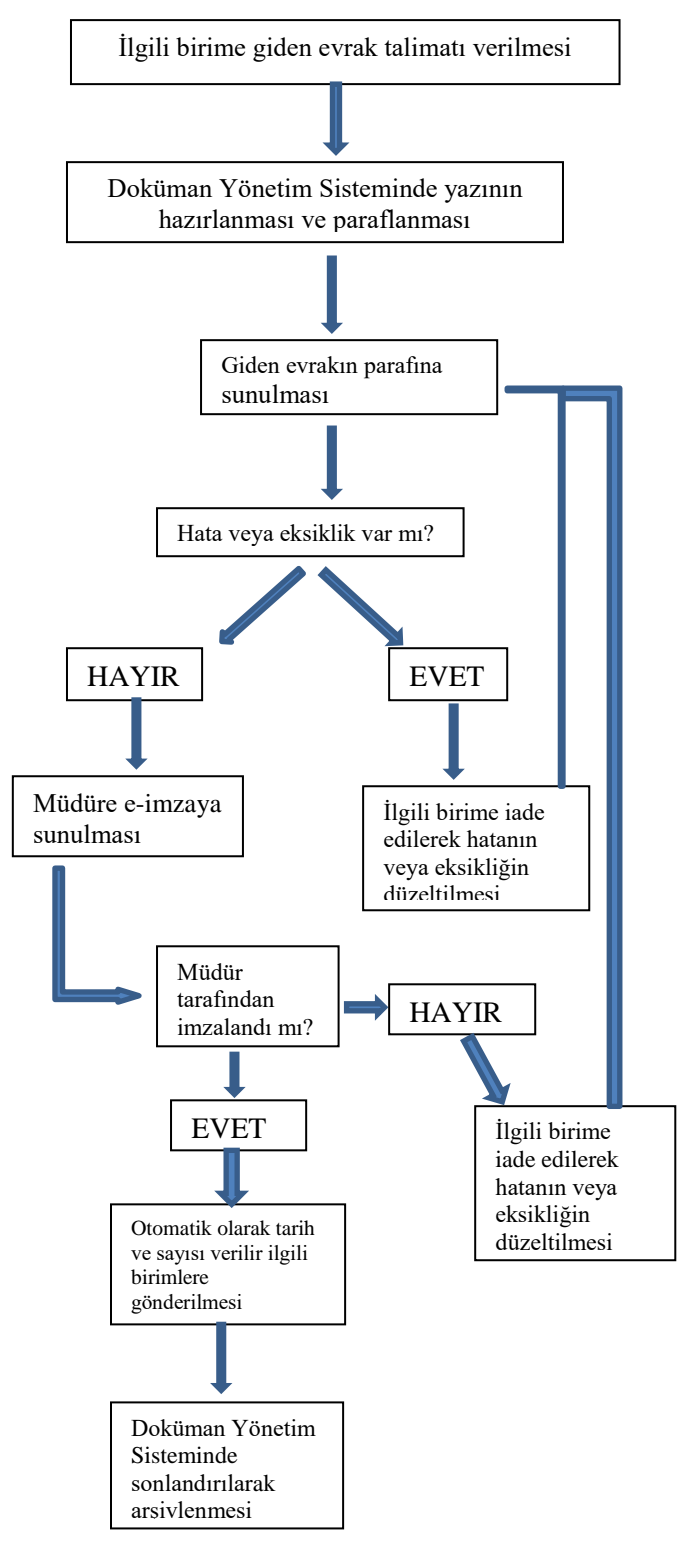 İlgili birime giden evrak talimatı verilmesi
Doküman Yönetim Sisteminde yazının
hazırlanması ve paraflanması
Giden evrakın parafına
sunulması
Hata veya eksiklik var mı?
HAYIR
EVET
Müdüre e-imzaya
sunulması
İlgili birime iade
edilerek hatanın
veya eksikliğin
düzeltilmesi
Müdür
tarafından
imzalandı mı?
HAYIR
EVET
İlgili birime
iade edilerek
hatanın veya
eksikliğin
düzeltilmesi
Otomatik olarak tarih
ve sayısı verilir ilgili
birimlere
gönderilmesi
Doküman Yönetim
Sisteminde
sonlandırılarak
arsivlenmesi